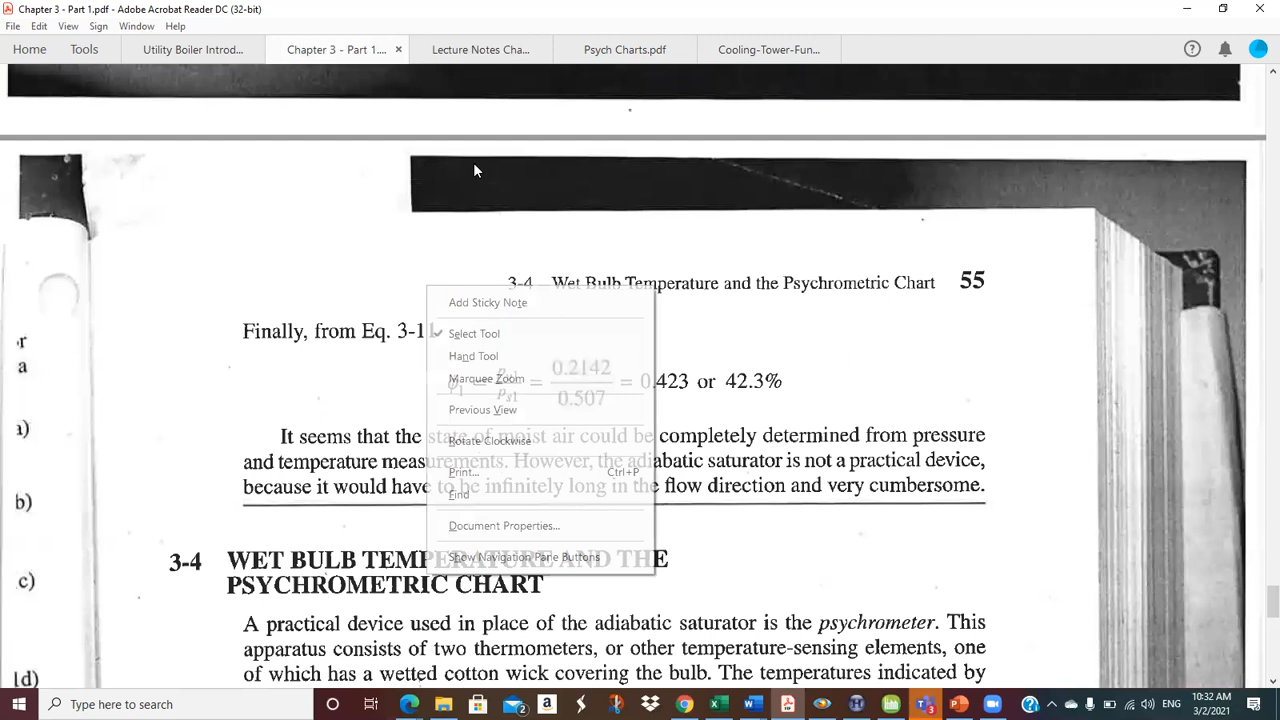 Chapter 3 - Part 1.pdf - Adobe Acrobat Reader DC (32-bit)
File Edit View Sign Window Help
Home Tools Utility Boiler Introd... Chapter 3 - Part 1.... × Lecture Notes Cha... Psych Charts.pdf Cooling-Tower-Fun...
3-4 Wet Bulb Temperature and the Psychrometric Chart 55
Finally, from Eq. 3-11
= 0.2142 / 0.507 = 0.423 or 42.3%
It seems that the state of moist air could be completely determined from pressure
and temperature measurements. However, the adiabatic saturator is not a practical device,
because it would have to be infinitely long in the flow direction and very cumbersome.
Add Sticky Note
Select Tool
Hand Tool
Marquee Zoom
Previous View
Rotate Clockwise
Print... Ctrl+P
Find
Document Properties...
Show Navigation Pane Buttons
3-4 WET BULB TEMPERATURE AND THE
PSYCHROMETRIC CHART
A practical device used in place of the adiabatic saturator is the psychrometer. This
apparatus consists of two thermometers, or other temperature-sensing elements, one
of which has a wetted cotton wick covering the bulb. The temperatures indicated by
r
a
a)
b)
c)
ld)
Type here to search
10:32 AM
3/2/2021